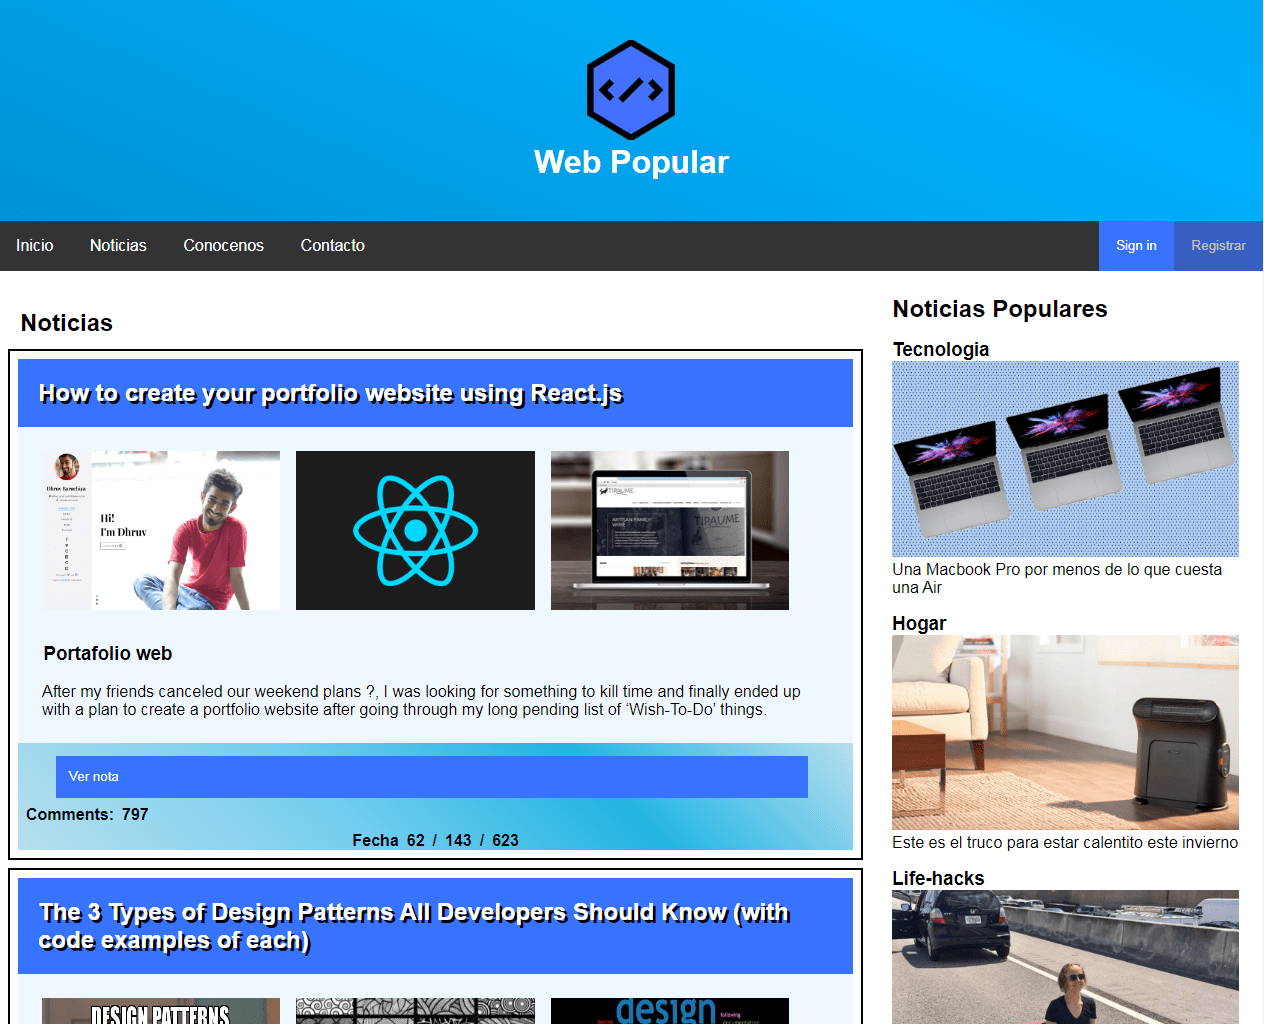 Web Popular
Inicio
Noticias
Conocenos
Contacto
Sign in
Registrar
Noticias
How to create your portfolio website using React.js
Hi!
I'm Dhruv
TIPAUME
ARTISAN FAMILY
WINE
TIPAUME
Portafolio web
After my friends canceled our weekend plans ?, I was looking for something to kill time and finally ended up
with a plan to create a portfolio website after going through my long pending list of ‘Wish-To-Do’ things.
Ver nota
Comments: 797
Fecha 62 / 143 / 623
The 3 Types of Design Patterns All Developers Should Know (with
code examples of each)
DESIGN PATTERNS
design
following
Noticias Populares
Tecnologia
Una Macbook Pro por menos de lo que cuesta
una Air
Hogar
Este es el truco para estar calentito este invierno
Life-hacks